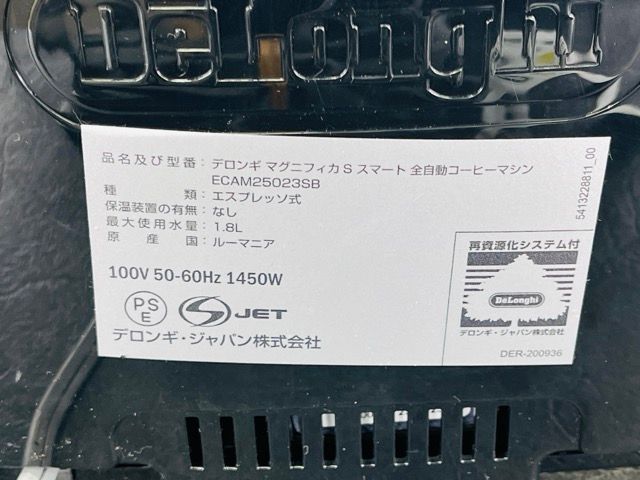 DeLonghi
品名及び型番：デロンギ マグニフィカ S スマート 全自動コーヒーマシン
ECAM25023SB
種類：エスプレッソ式
保温装置の有無：なし
最大使用水量：1.8L
原産国：ルーマニア
100V 50-60Hz 1450W
PS
E
S JET
デロンギ・ジャパン株式会社
5413228811_00
再資源化システム付
DeLonghi
デロンギ・ジャパン株式会社
DER-200936